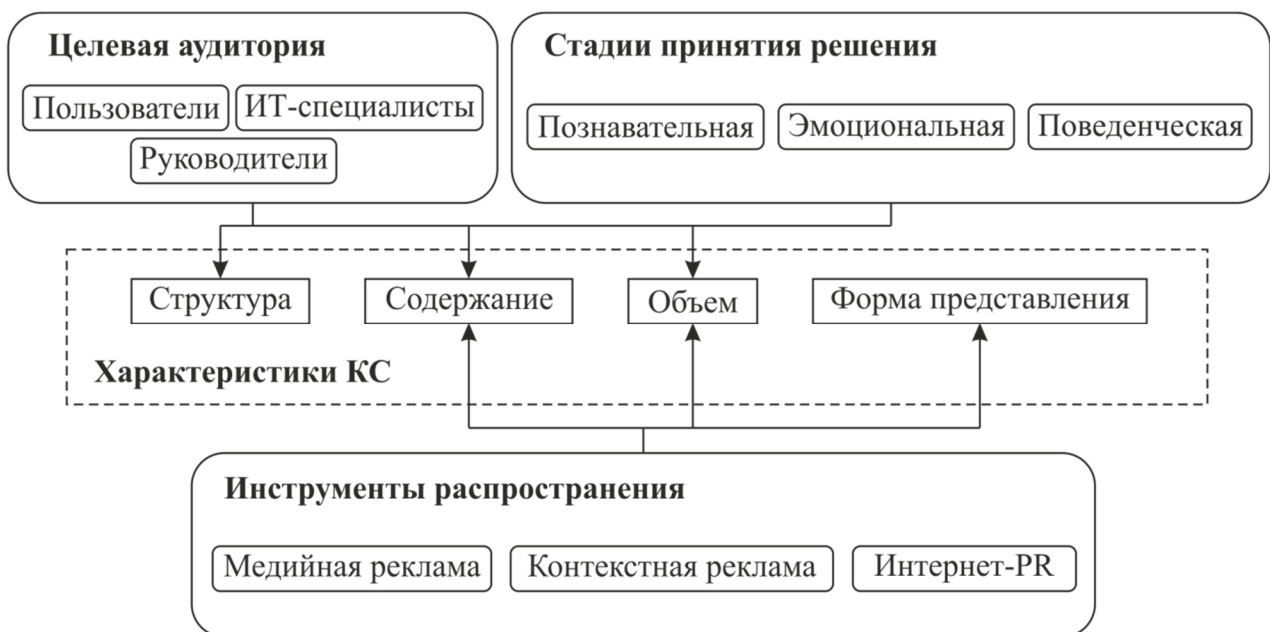 Целевая аудитория
Пользователи
ИТ-специалисты
Руководители
Стадии принятия решения
Познавательная
Эмоциональная
Поведенческая
Структура
Содержание
Объем
Форма представления
Характеристики КС
Инструменты распространения
Медийная реклама
Контекстная реклама
Интернет-PR